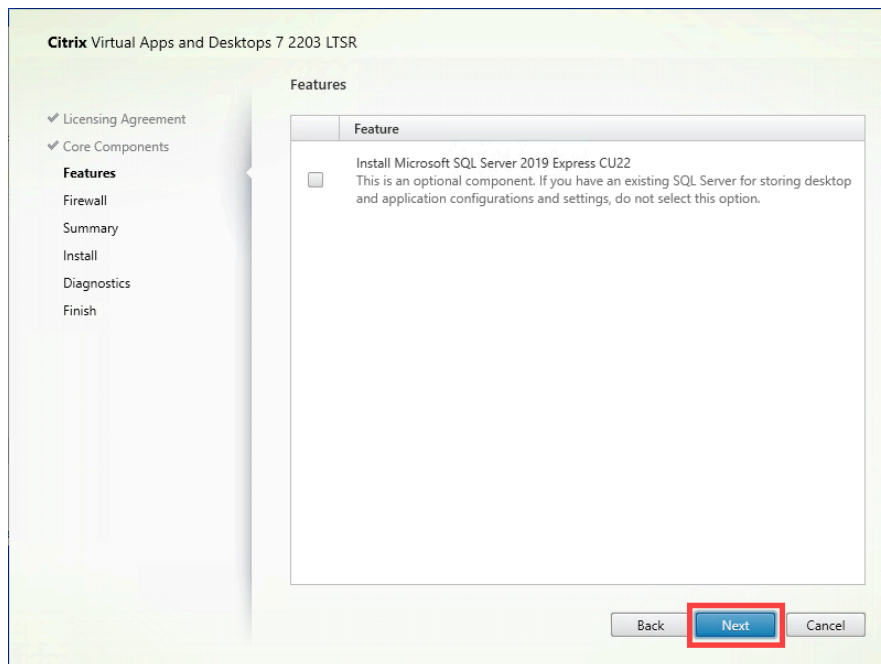 Citrix Virtual Apps and Desktops 7 2203 LTSR
Features
✔ Licensing Agreement
✔ Core Components
Features
Firewall
Summary
Install
Diagnostics
Finish
Feature
Install Microsoft SQL Server 2019 Express CU22
This is an optional component. If you have an existing SQL Server for storing desktop
and application configurations and settings, do not select this option.
Back
Next
Cancel